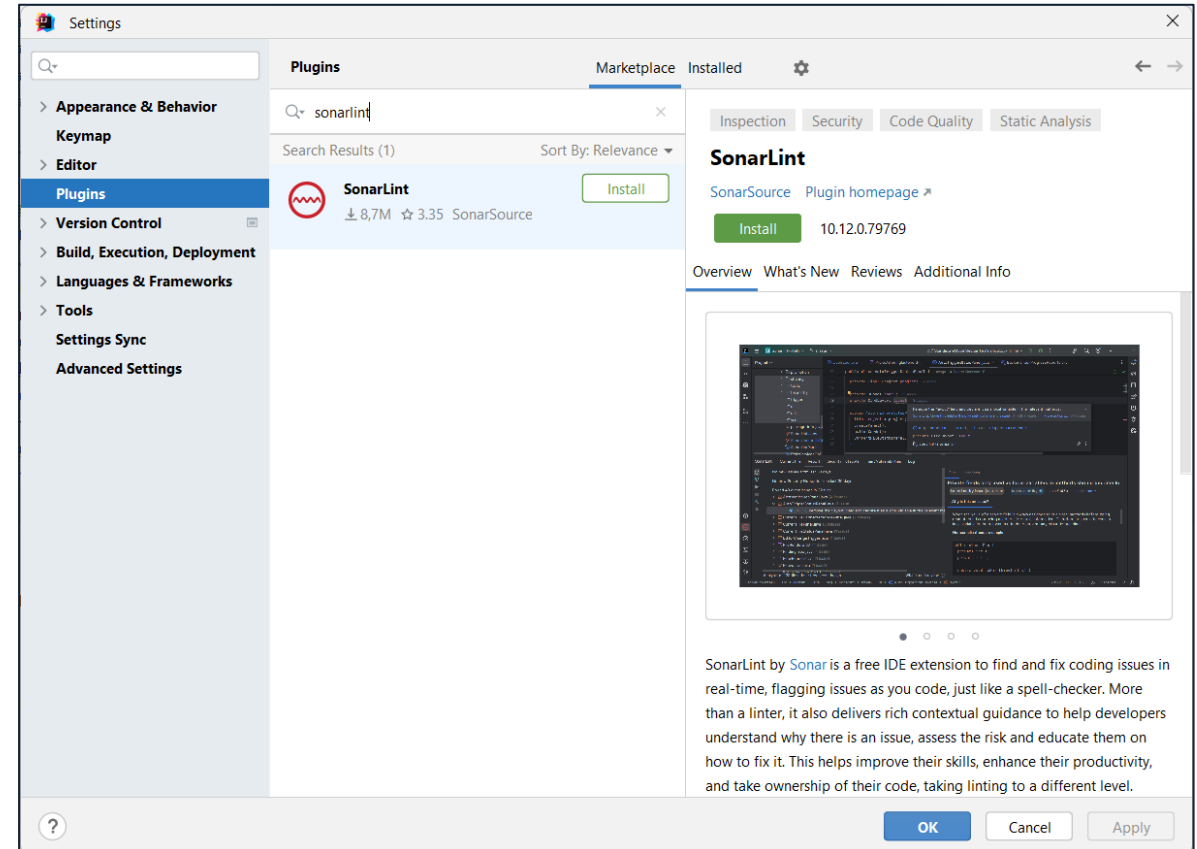 Settings
Plugins
Marketplace Installed
Appearance & Behavior
Keymap
Editor
Plugins
Version Control
Build, Execution, Deployment
Languages & Frameworks
Tools
Settings Sync
Advanced Settings
sonarlint
Search Results (1) Sort By: Relevance
SonarLint Install
8,7M 3.35 SonarSource
Inspection Security Code Quality Static Analysis
SonarLint
SonarSource Plugin homepage
Install 10.12.0.79769
Overview What's New Reviews Additional Info
SonarLint by Sonar is a free IDE extension to find and fix coding issues in
real-time, flagging issues as you code, just like a spell-checker. More
than a linter, it also delivers rich contextual guidance to help developers
understand why there is an issue, assess the risk and educate them on
how to fix it. This helps improve their skills, enhance their productivity,
and take ownership of their code, taking linting to a different level.
?
OK Cancel Apply